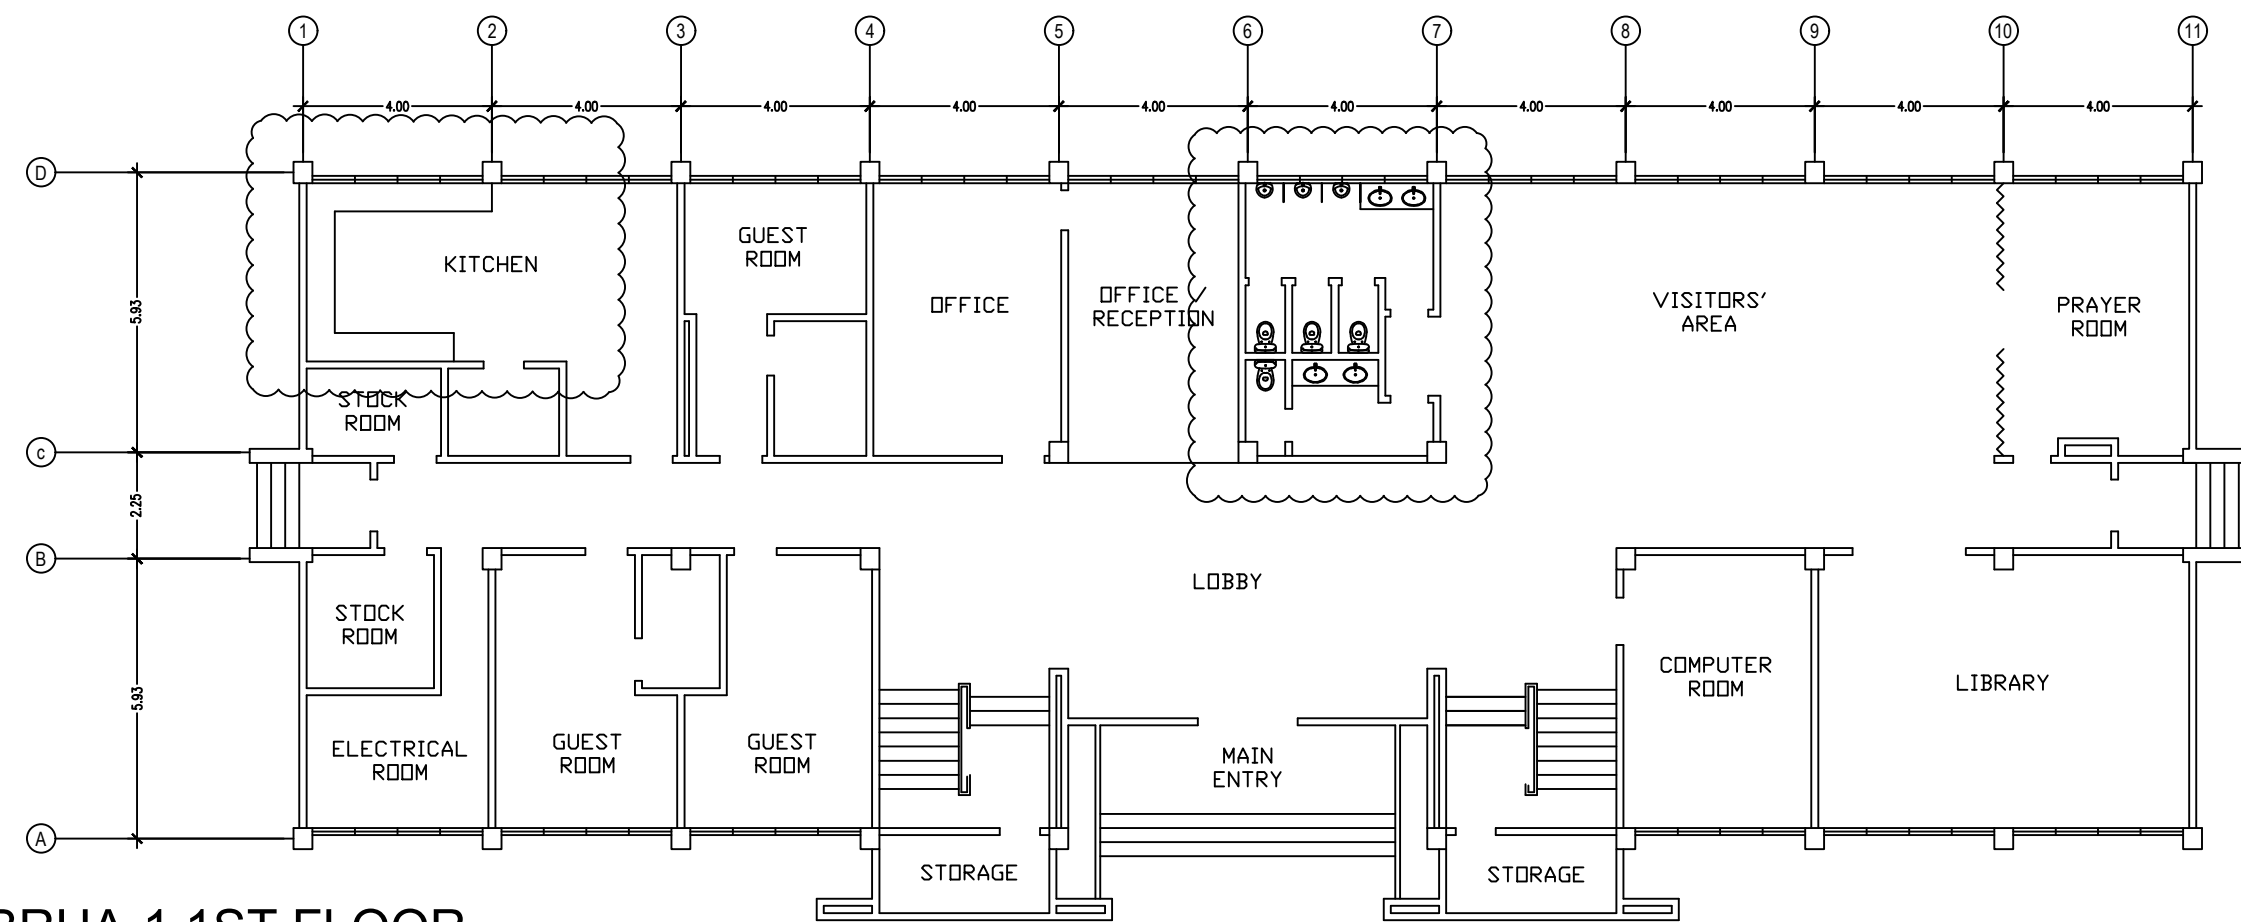 1 2 3 4 5 6 7 8 9 10 11
4.00 4.00 4.00 4.00 4.00 4.00 4.00 4.00 4.00 4.00
D
GUEST
ROOM
KITCHEN
5.93
OFFICE
OFFICE /
RECEPTION
VISITORS'
AREA
PRAYER
ROOM
STOCK
ROOM
c
2.25
B
LOBBY
STOCK
ROOM
5.93
COMPUTER
ROOM
LIBRARY
ELECTRICAL
ROOM
GUEST
ROOM
GUEST
ROOM
MAIN
ENTRY
A
STORAGE
STORAGE
1 1ST FLOOR